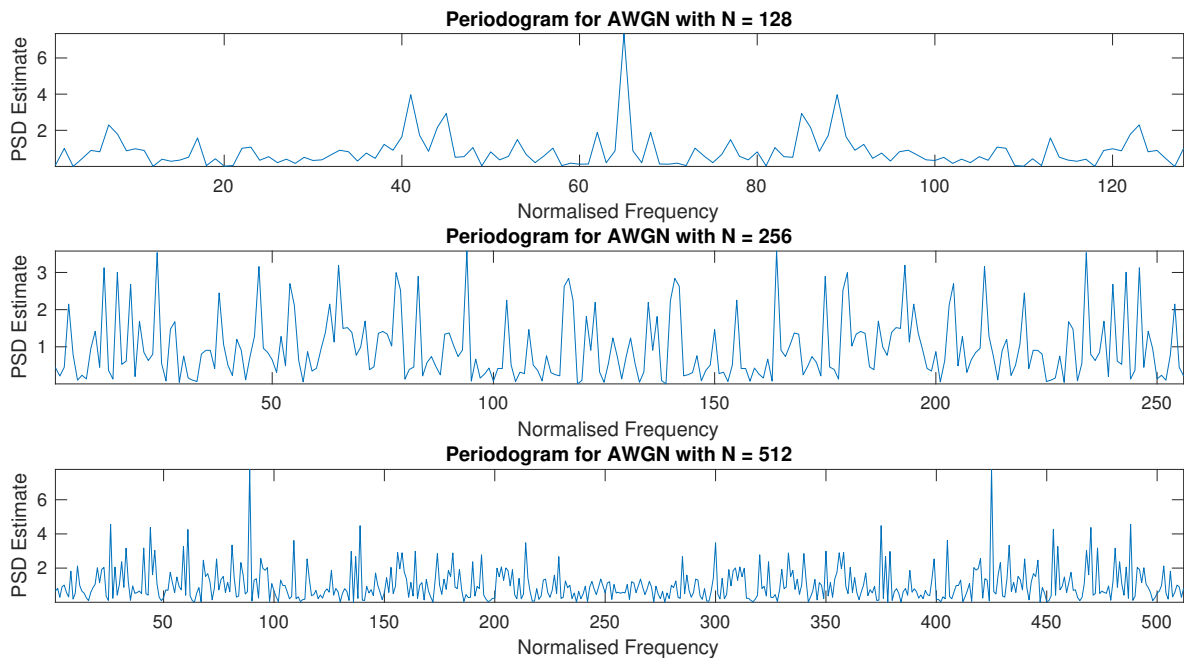 Periodogram for AWGN with N = 128
PSD Estimate
6
4
2
20 40 60 80 100 120
Normalised Frequency
Periodogram for AWGN with N = 256
PSD Estimate
3
2
1
50 100 150 200 250
Normalised Frequency
Periodogram for AWGN with N = 512
PSD Estimate
6
4
2
50 100 150 200 250 300 350 400 450 500
Normalised Frequency